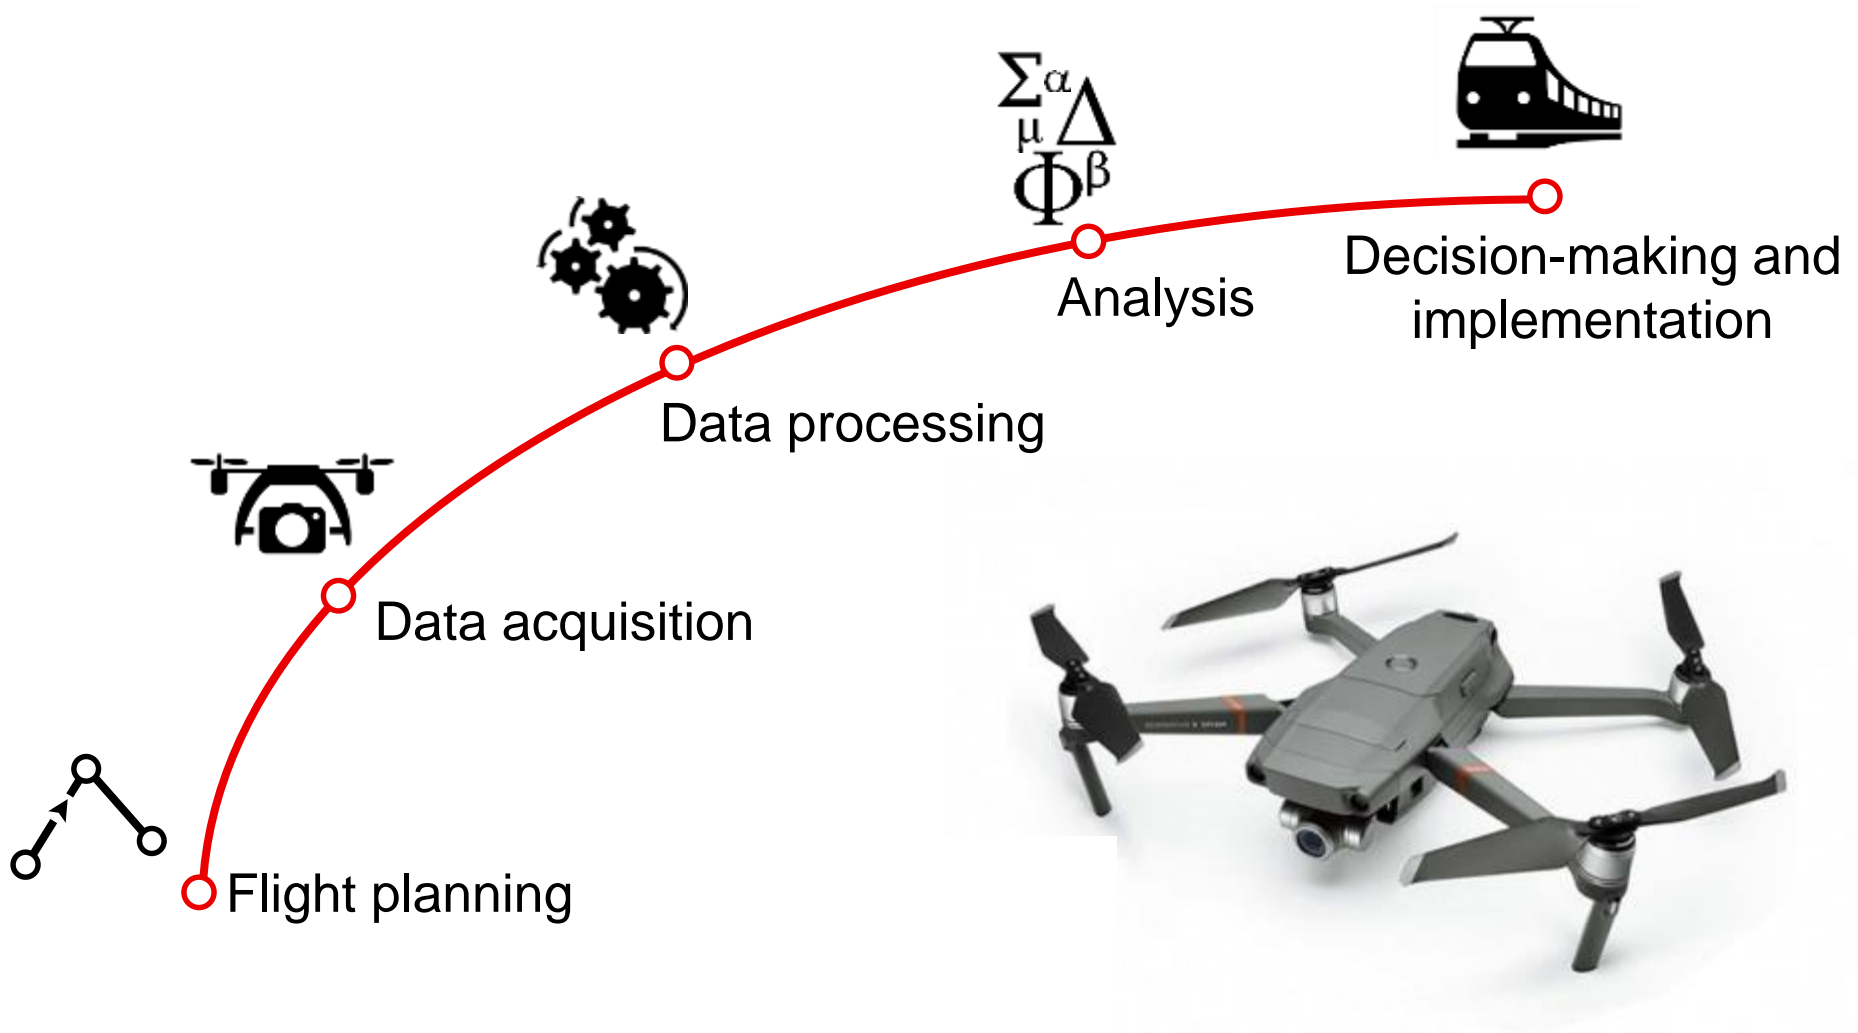 Σα
μΔ
Φβ
Decision-making and
implementation
Analysis
Data processing
Data acquisition
Flight planning